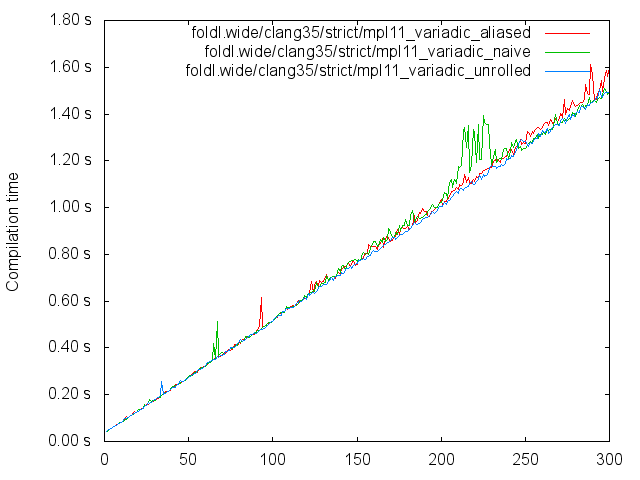 1.80 s
1.60 s
1.40 s
1.20 s
1.00 s
0.80 s
0.60 s
0.40 s
0.20 s
0.00 s
Compilation time
foldl.wide/clang35/strict/mpl11_variadic_aliased
foldl.wide/clang35/strict/mpl11_variadic_naive
foldl.wide/clang35/strict/mpl11_variadic_unrolled
0 50 100 150 200 250 300